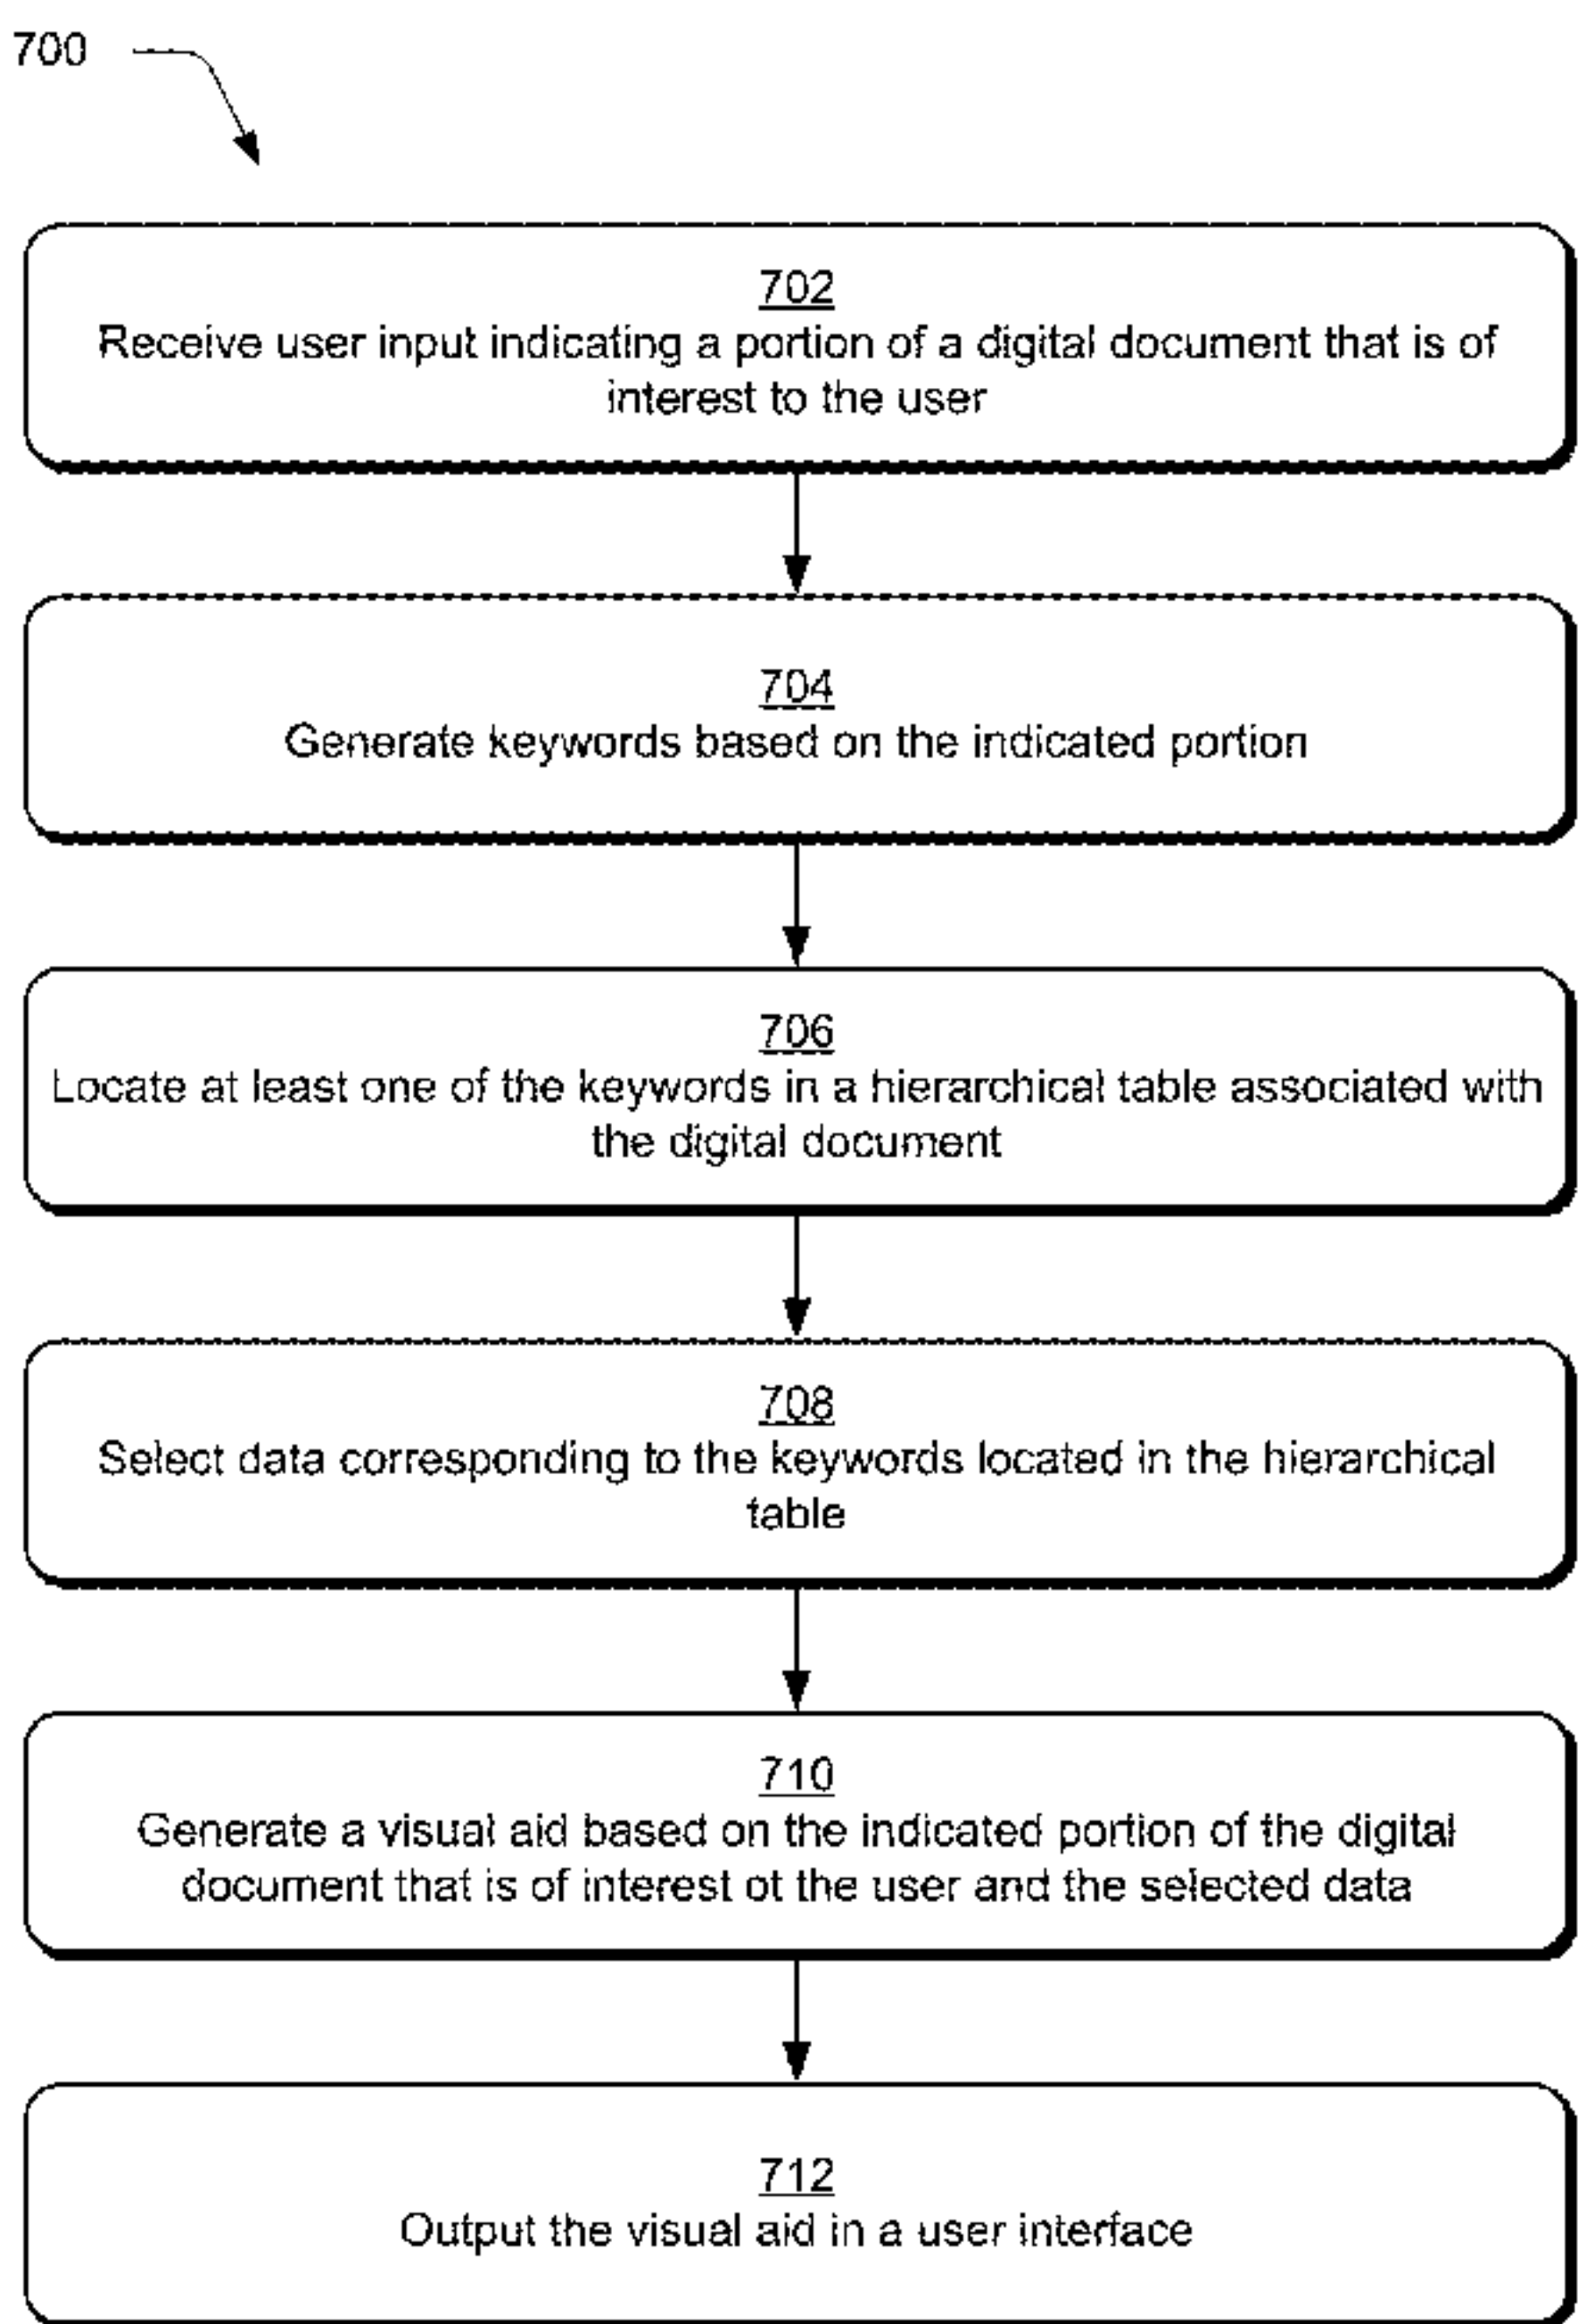 700
702
Receive user input indicating a portion of a digital document that is of
interest to the user
704
Generate keywords based on the indicated portion
706
Locate at least one of the keywords in a hierarchical table associated with
the digital document
708
Select data corresponding to the keywords located in the hierarchical
table
710
Generate a visual aid based on the indicated portion of the digital
document that is of interest ot the user and the selected data
712
Output the visual aid in a user interface